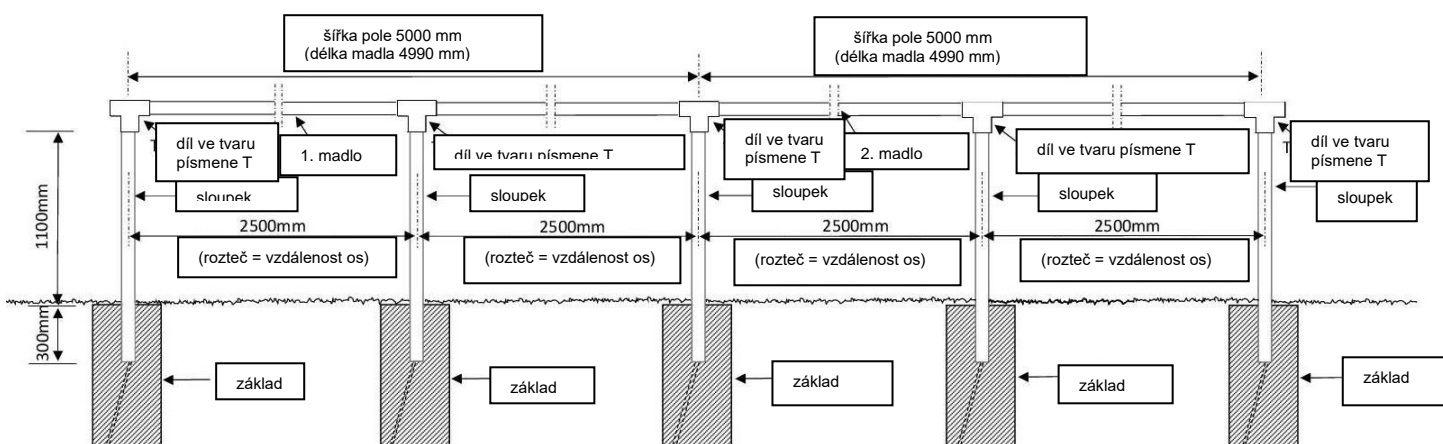 šířka pole 5000 mm
(délka madla 4990 mm)
šířka pole 5000 mm
(délka madla 4990 mm)
díl ve tvaru
písmene T
1. madlo
díl ve tvaru písmene T
díl ve tvaru
písmene T
2. madlo
díl ve tvaru písmene T
díl ve tvaru
písmene T
sloupek
sloupek
sloupek
sloupek
sloupek
1100mm
2500mm
2500mm
2500mm
2500mm
(rozteč = vzdálenost os)
(rozteč = vzdálenost os)
(rozteč = vzdálenost os)
(rozteč = vzdálenost os)
300mm
základ
základ
základ
základ
základ